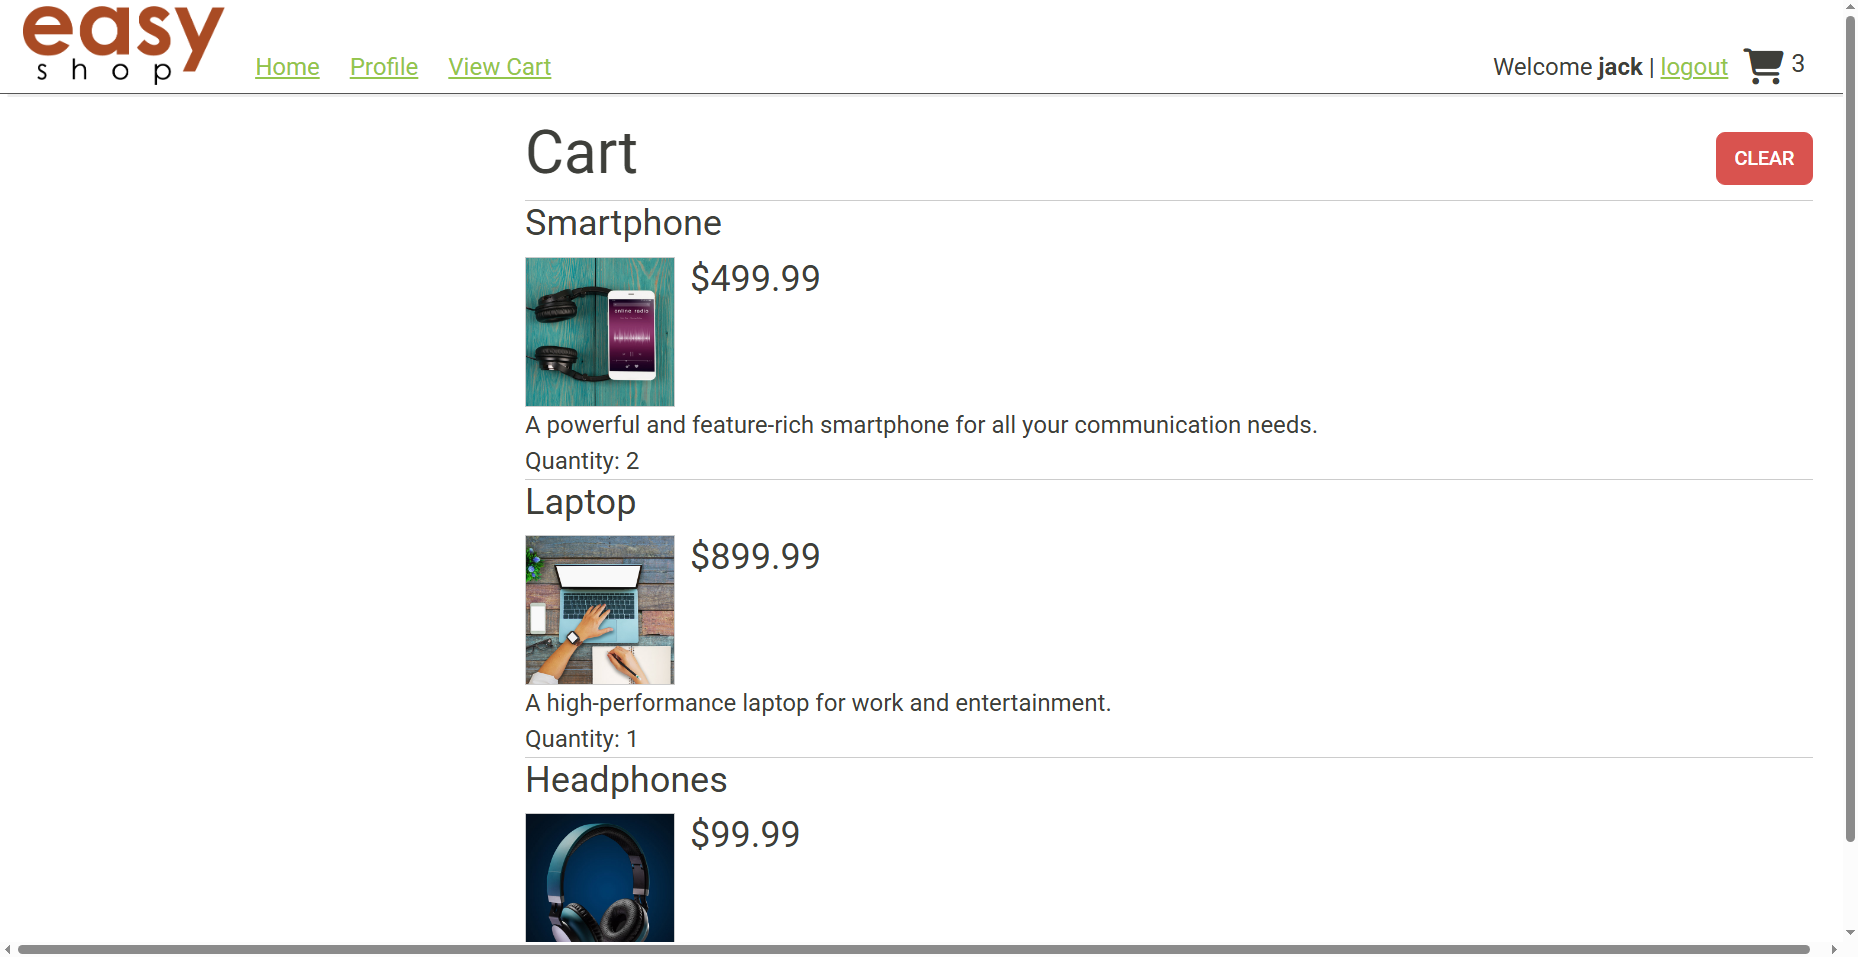 easy
shop
Home Profile View Cart Welcome jack | logout 3
Cart
CLEAR
Smartphone
$499.99
online radio
A powerful and feature-rich smartphone for all your communication needs.
Quantity: 2
Laptop
$899.99
A high-performance laptop for work and entertainment.
Quantity: 1
Headphones
$99.99